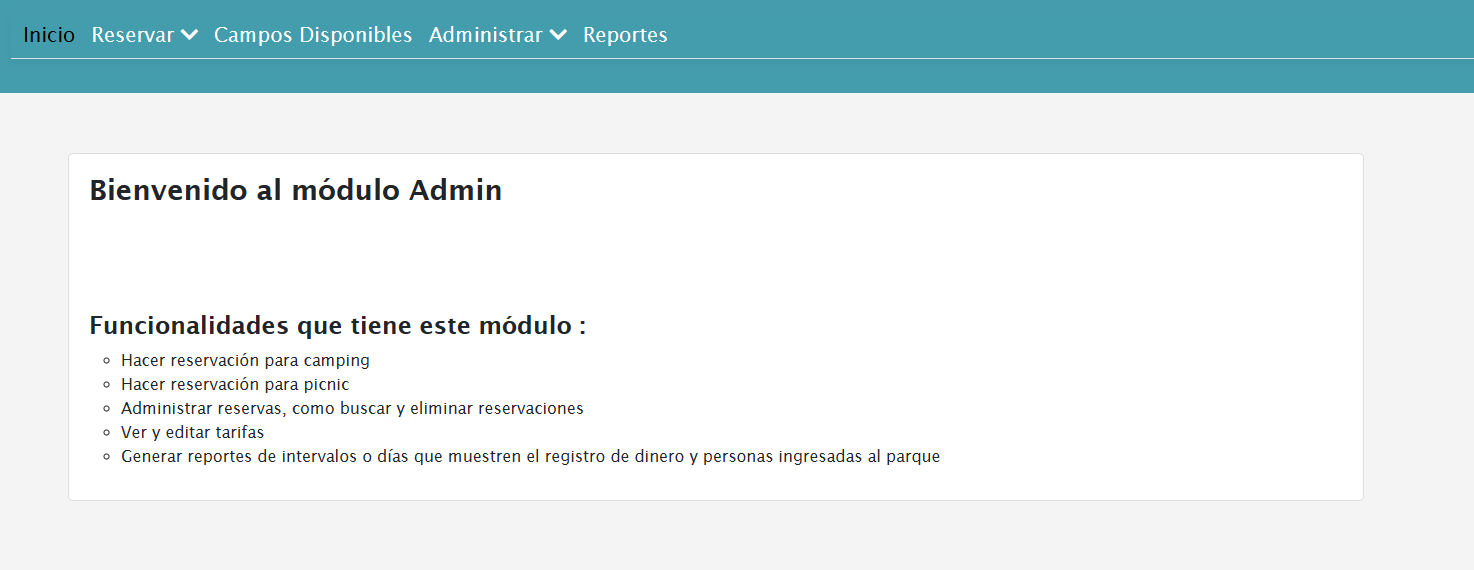 Inicio Reservar Campos Disponibles Administrar Reportes
Bienvenido al módulo Admin
Funcionalidades que tiene este módulo :
Hacer reservación para camping
Hacer reservación para picnic
Administrar reservas, como buscar y eliminar reservaciones
Ver y editar tarifas
Generar reportes de intervalos o días que muestren el registro de dinero y personas ingresadas al parque